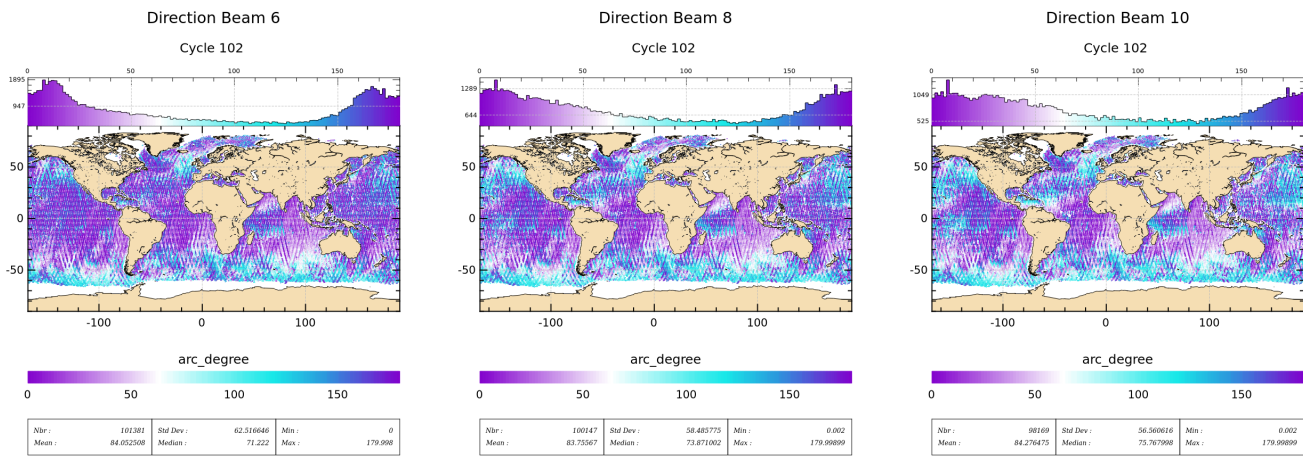 Direction Beam 6
Cycle 102
0 50 100 150
1895
947
50
0
-50
-100 0 100
arc_degree
0 50 100 150
Nbr : 101381 Std Dev : 62.516646 Min : 0
Mean : 84.052508 Median : 71.222 Max : 179.998
Direction Beam 8
Cycle 102
0 50 100 150
1289
644
50
0
-50
-100 0 100
arc_degree
0 50 100 150
Nbr : 100147 Std Dev : 58.485775 Min : 0.002
Mean : 83.75567 Median : 73.871002 Max : 179.99899
Direction Beam 10
Cycle 102
0 50 100 150
1049
525
50
0
-50
-100 0 100
arc_degree
0 50 100 150
Nbr : 98169 Std Dev : 56.560616 Min : 0.002
Mean : 84.276475 Median : 75.767998 Max : 179.99899